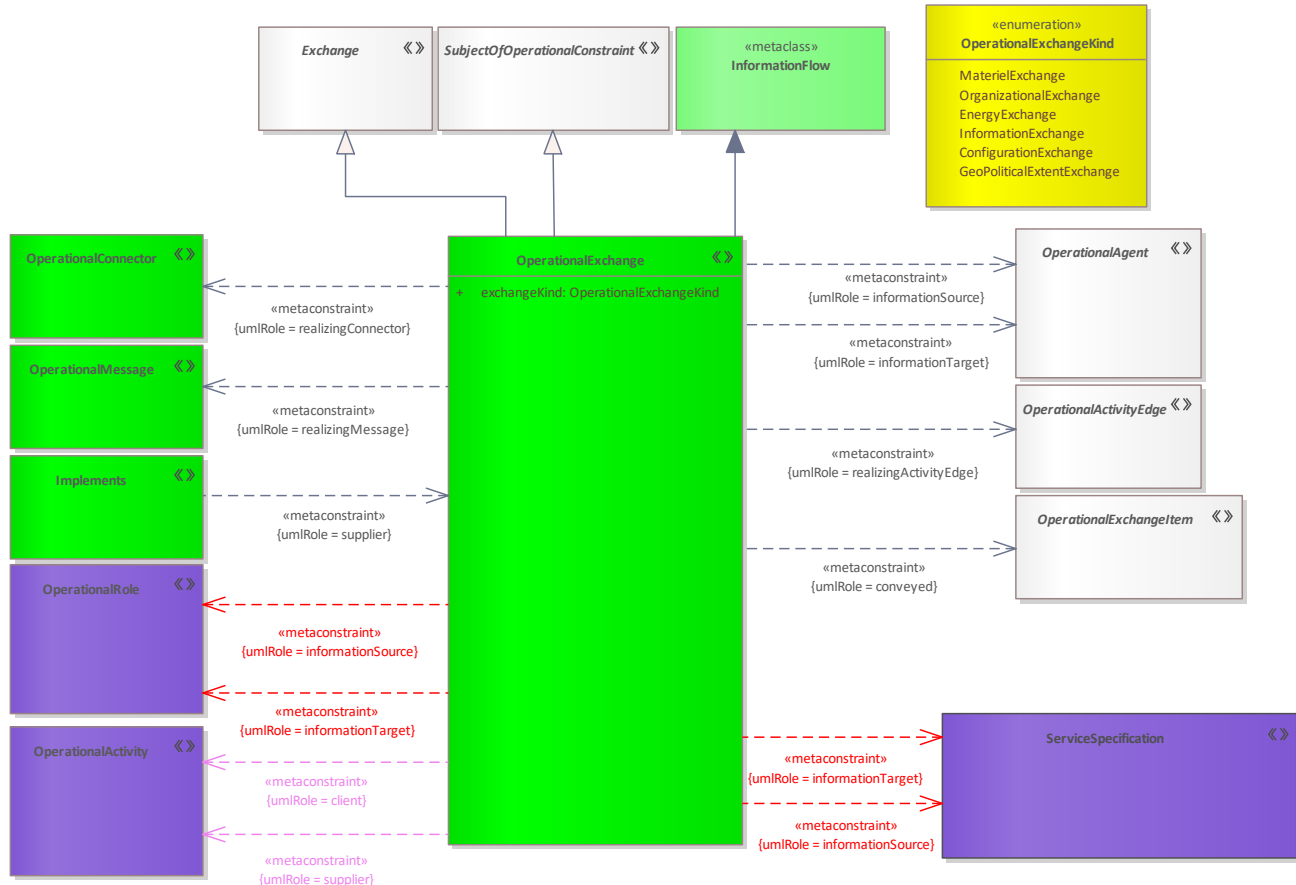 Exchange
SubjectOfOperationalConstraint
«metaclass»
InformationFlow
«enumeration»
OperationalExchangeKind
MaterielExchange
OrganizationalExchange
EnergyExchange
InformationExchange
ConfigurationExchange
GeoPoliticalExtentExchange
OperationalConnector
«metaconstraint»
{umlRole = realizingConnector}
OperationalMessage
«metaconstraint»
{umlRole = realizingMessage}
Implements
«metaconstraint»
{umlRole = supplier}
OperationalRole
«metaconstraint»
{umlRole = informationSource}
«metaconstraint»
{umlRole = informationTarget}
OperationalActivity
«metaconstraint»
{umlRole = client}
«metaconstraint»
{umlRole = supplier}
OperationalExchange
+ exchangeKind: OperationalExchangeKind
OperationalAgent
«metaconstraint»
{umlRole = informationSource}
«metaconstraint»
{umlRole = informationTarget}
OperationalActivityEdge
«metaconstraint»
{umlRole = realizingActivityEdge}
OperationalExchangeItem
«metaconstraint»
{umlRole = conveyed}
ServiceSpecification
«metaconstraint»
{umlRole = informationTarget}
«metaconstraint»
{umlRole = informationSource}